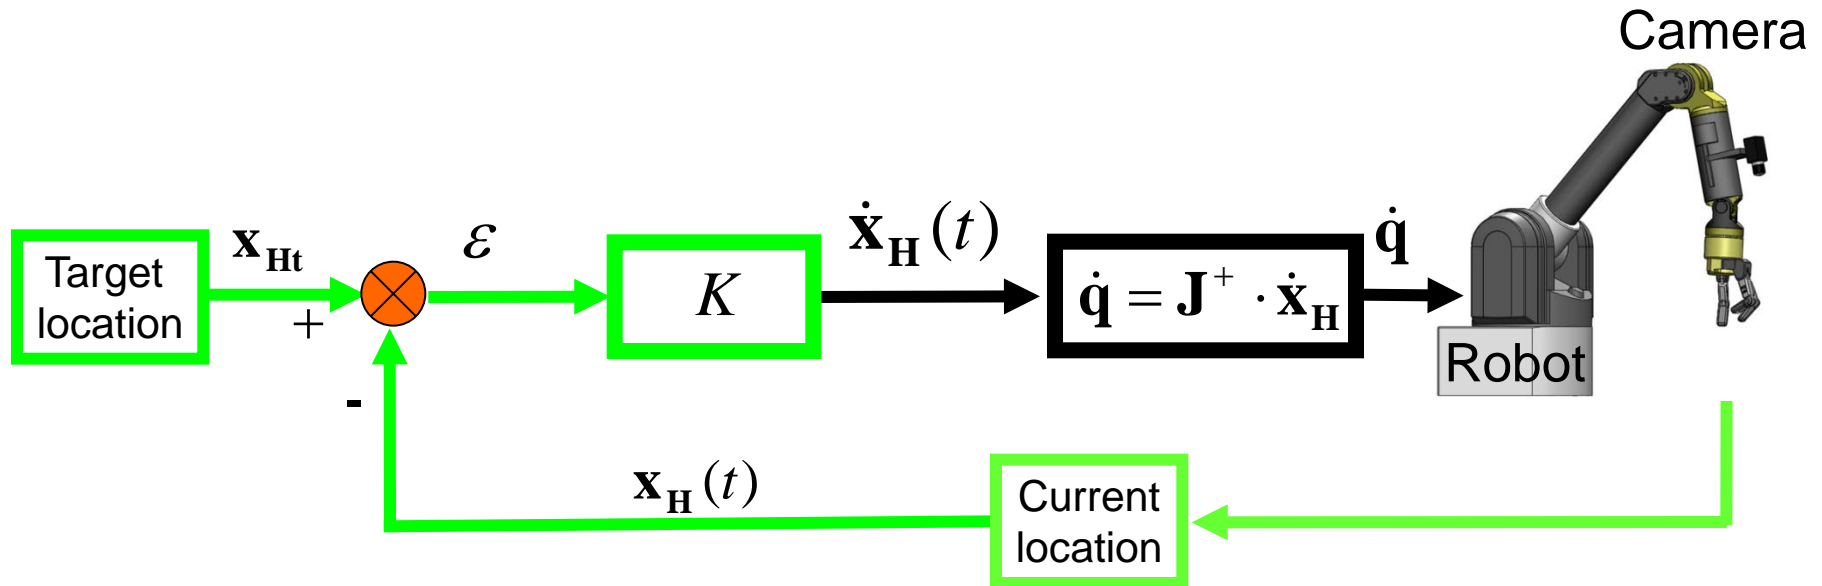 Camera
Target
location
𝐱_Ht
+
-
ε
K
𝐱̇_H(t)
𝐪̇ = 𝐉⁺ · 𝐱̇_H
𝐪̇
Robot
𝐱_H(t)
Current
location